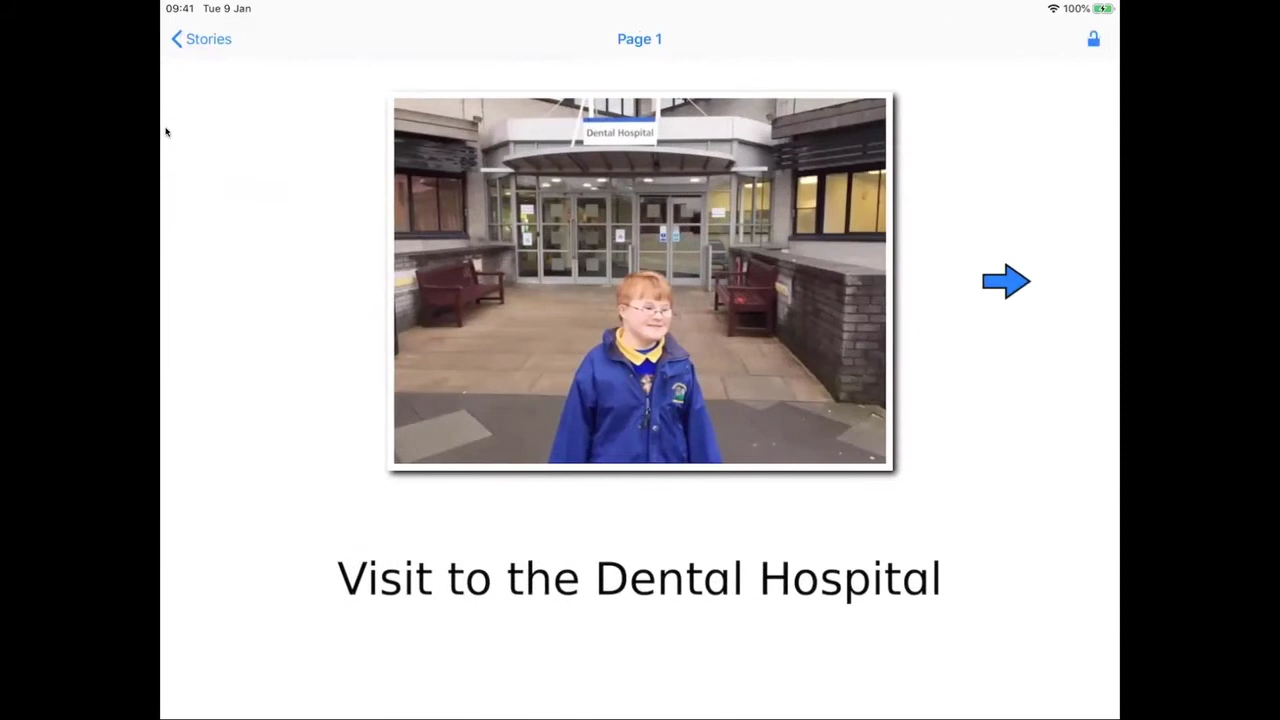 09:41 Tue 9 Jan
100%
Stories
Page 1
Dental Hospital
Visit to the Dental Hospital